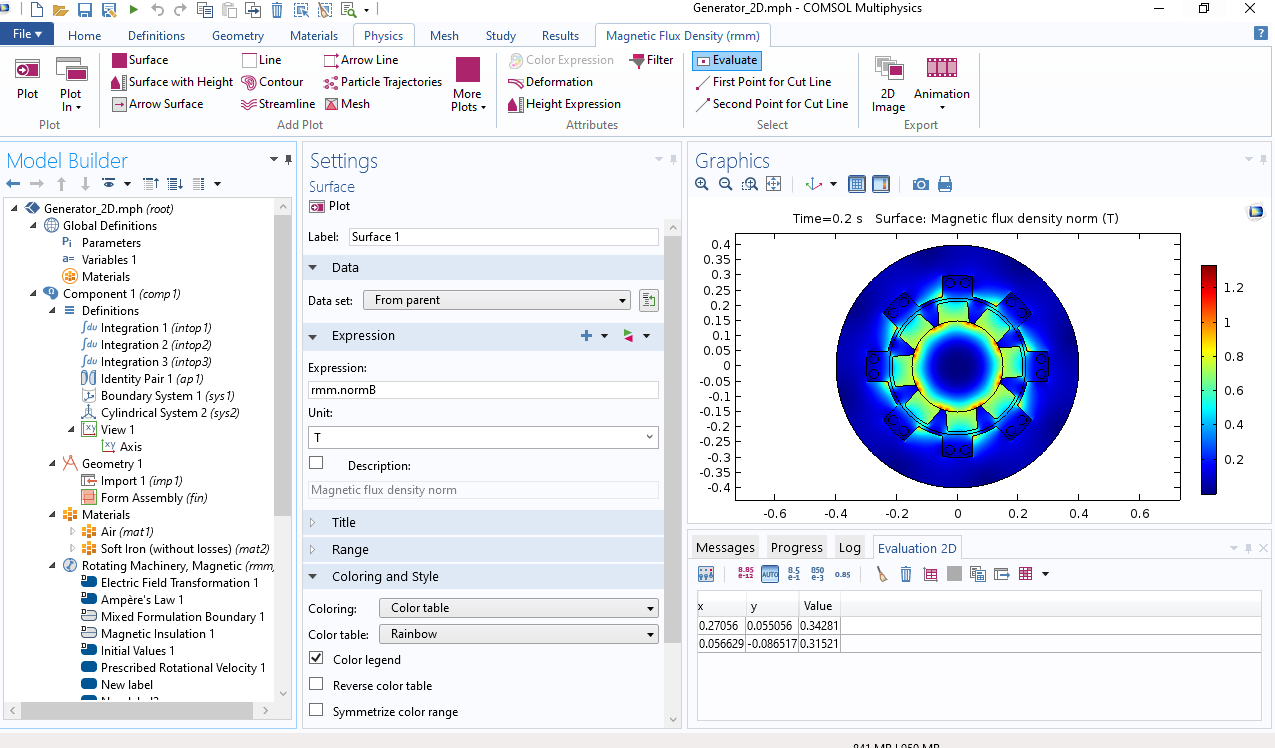 Generator_2D.mph - COMSOL Multiphysics
File Home Definitions Geometry Materials Physics Mesh Study Results Magnetic Flux Density (rmm)
Plot
Plot In
Plot
Surface
Line
Arrow Line
Surface with Height
Contour
Particle Trajectories
Arrow Surface
Streamline
Mesh
More Plots
Add Plot
Color Expression
Filter
Deformation
Height Expression
Attributes
Evaluate
First Point for Cut Line
Second Point for Cut Line
Select
2D Image
Animation
Export
Model Builder
Generator_2D.mph (root)
Global Definitions
Pi Parameters
a= Variables 1
Materials
Component 1 (comp1)
Definitions
∫du Integration 1 (intop1)
∫du Integration 2 (intop2)
∫du Integration 3 (intop3)
Identity Pair 1 (ap1)
Boundary System 1 (sys1)
Cylindrical System 2 (sys2)
xy View 1
xy Axis
Geometry 1
Import 1 (imp1)
Form Assembly (fin)
Materials
Air (mat1)
Soft Iron (without losses) (mat2)
Rotating Machinery, Magnetic (rmm
Electric Field Transformation 1
Ampère's Law 1
Mixed Formulation Boundary 1
Magnetic Insulation 1
Initial Values 1
Prescribed Rotational Velocity 1
New label
Settings
Surface
Plot
Label: Surface 1
Data
Data set: From parent
Expression
Expression:
rmm.normB
Unit:
T
Description:
Magnetic flux density norm
Title
Range
Coloring and Style
Coloring: Color table
Color table: Rainbow
Color legend
Reverse color table
Symmetrize color range
Graphics
Time=0.2 s Surface: Magnetic flux density norm (T)
0.4
0.35
0.3
0.25
0.2
0.15
0.1
0.05
0
-0.05
-0.1
-0.15
-0.2
-0.25
-0.3
-0.35
-0.4
-0.6 -0.4 -0.2 0 0.2 0.4 0.6
1.2
1
0.8
0.6
0.4
0.2
Messages Progress Log Evaluation 2D
8.85 e-12 AUTO 8.5 e-1 850 e-3 0.85
x y Value
0.27056 0.055056 0.34281
0.056629 -0.086517 0.31521